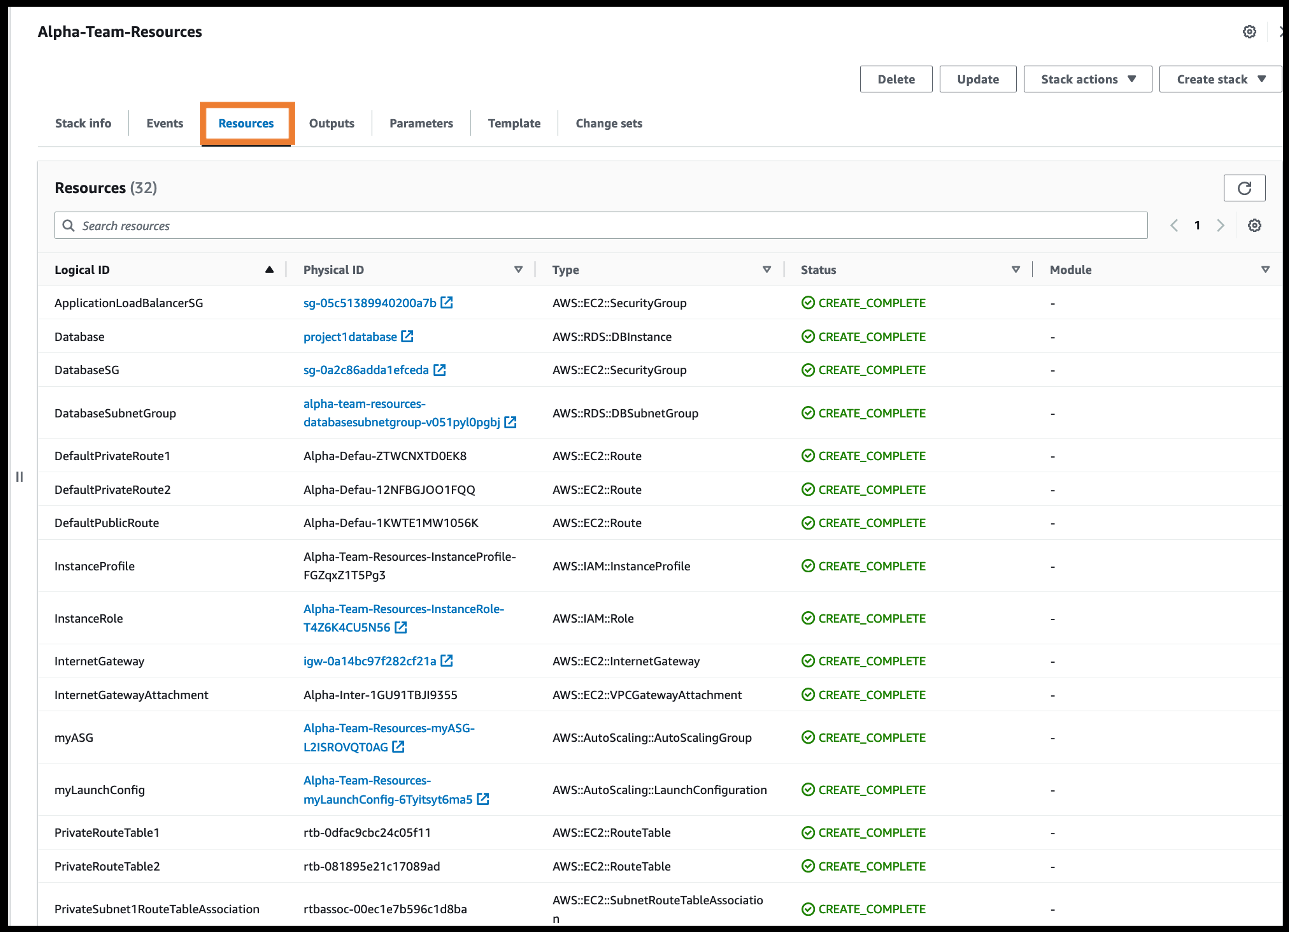 Alpha-Team-Resources
Delete
Update
Stack actions
Create stack
Stack info
Events
Resources
Outputs
Parameters
Template
Change sets
Resources (32)
Search resources
1
Logical ID
Physical ID
Type
Status
Module
ApplicationLoadBalancerSG
sg-05c51389940200a7b
AWS::EC2::SecurityGroup
CREATE_COMPLETE
-
Database
project1database
AWS::RDS::DBInstance
CREATE_COMPLETE
-
DatabaseSG
sg-0a2c86adda1efceda
AWS::EC2::SecurityGroup
CREATE_COMPLETE
-
DatabaseSubnetGroup
alpha-team-resources-
databasesubnetgroup-v051pyl0pgbj
AWS::RDS::DBSubnetGroup
CREATE_COMPLETE
-
DefaultPrivateRoute1
Alpha-Defau-ZTWCNXTD0EK8
AWS::EC2::Route
CREATE_COMPLETE
-
DefaultPrivateRoute2
Alpha-Defau-12NFBGJOO1FQQ
AWS::EC2::Route
CREATE_COMPLETE
-
DefaultPublicRoute
Alpha-Defau-1KWTE1MW1056K
AWS::EC2::Route
CREATE_COMPLETE
-
InstanceProfile
Alpha-Team-Resources-InstanceProfile-
FGZqxZ1T5Pg3
AWS::IAM::InstanceProfile
CREATE_COMPLETE
-
InstanceRole
Alpha-Team-Resources-InstanceRole-
T4Z6K4CU5N56
AWS::IAM::Role
CREATE_COMPLETE
-
InternetGateway
igw-0a14bc97f282cf21a
AWS::EC2::InternetGateway
CREATE_COMPLETE
-
InternetGatewayAttachment
Alpha-Inter-1GU91TBJI9355
AWS::EC2::VPCGatewayAttachment
CREATE_COMPLETE
-
myASG
Alpha-Team-Resources-myASG-
L2ISROVQT0AG
AWS::AutoScaling::AutoScalingGroup
CREATE_COMPLETE
-
myLaunchConfig
Alpha-Team-Resources-
myLaunchConfig-6Tyitsyt6ma5
AWS::AutoScaling::LaunchConfiguration
CREATE_COMPLETE
-
PrivateRouteTable1
rtb-0dfac9cbc24c05f11
AWS::EC2::RouteTable
CREATE_COMPLETE
-
PrivateRouteTable2
rtb-081895e21c17089ad
AWS::EC2::RouteTable
CREATE_COMPLETE
-
PrivateSubnet1RouteTableAssociation
rtbassoc-00ec1e7b596c1d8ba
AWS::EC2::SubnetRouteTableAssociatio
n
CREATE_COMPLETE
-